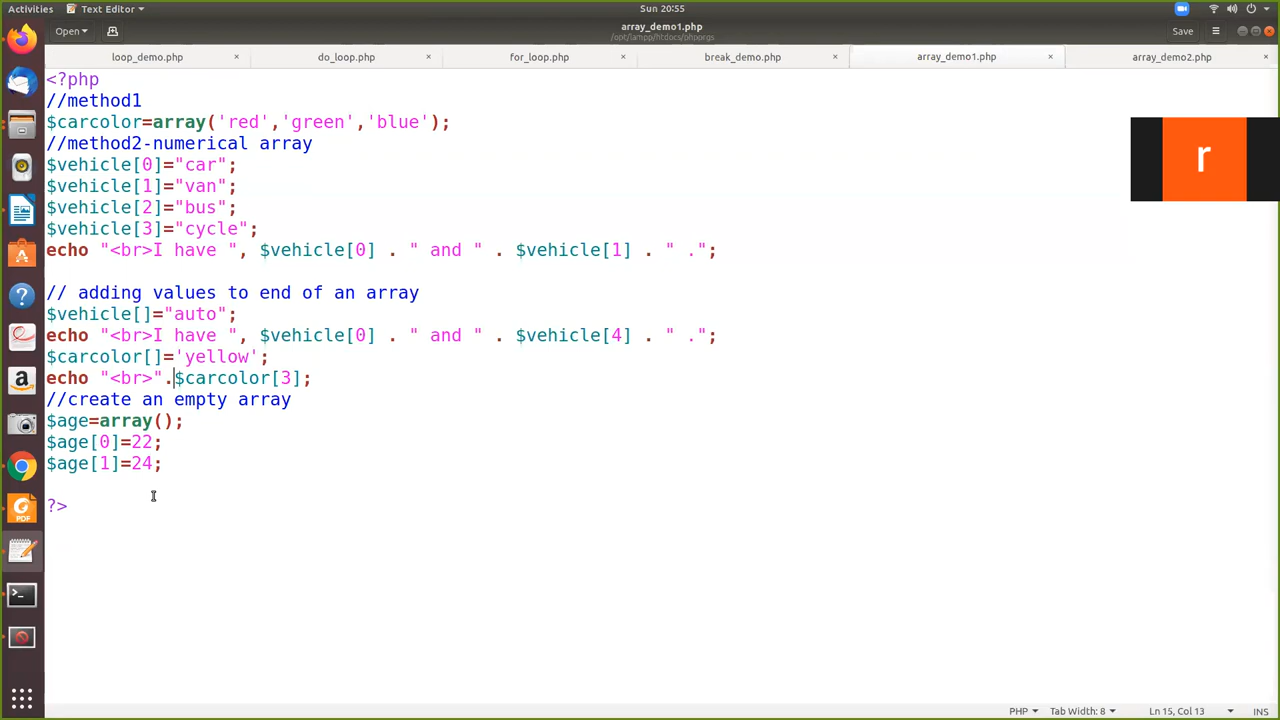 Activities
Text Editor
Sun 20:55
Open
array_demo1.php
/opt/lampp/htdocs/phporgs
Save
loop_demo.php
do_loop.php
for_loop.php
break_demo.php
array_demo1.php
array_demo2.php
<?php
//method1
$carcolor=array('red','green','blue');
//method2-numerical array
$vehicle[0]="car";
$vehicle[1]="van";
$vehicle[2]="bus";
$vehicle[3]="cycle";
echo "<br>I have ", $vehicle[0] . " and " . $vehicle[1] . " .";
// adding values to end of an array
$vehicle[]="auto";
echo "<br>I have ", $vehicle[0] . " and " . $vehicle[4] . " .";
$carcolor[]='yellow';
echo "<br>".$carcolor[3];
//create an empty array
$age=array();
$age[0]=22;
$age[1]=24;
?>
r
PDF
PHP
Tab Width: 8
Ln 15, Col 13
INS